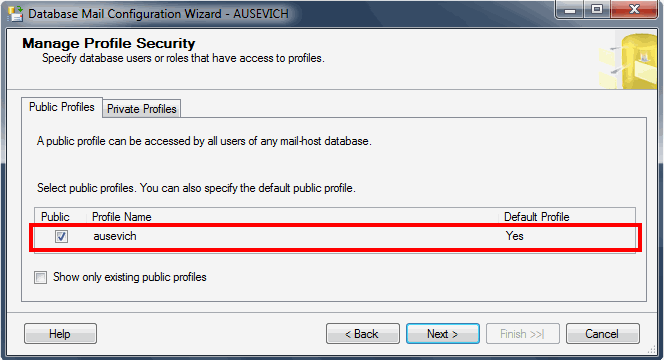 Database Mail Configuration Wizard - AUSEVICH
Manage Profile Security
Specify database users or roles that have access to profiles.
Public Profiles Private Profiles
A public profile can be accessed by all users of any mail-host database.
Select public profiles. You can also specify the default public profile.
Public Profile Name Default Profile
ausevich Yes
Show only existing public profiles
Help < Back Next > Finish >>| Cancel